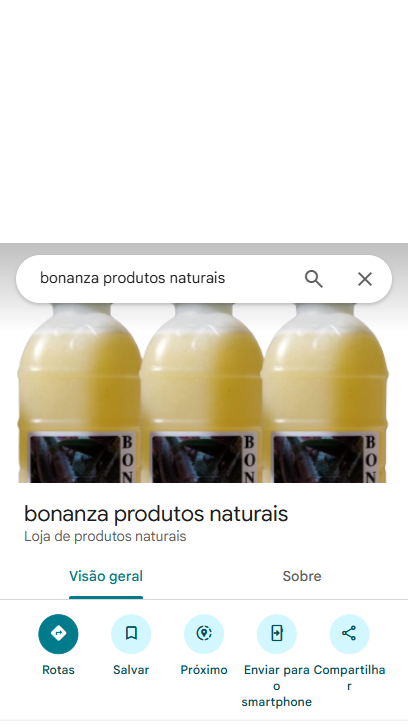 bonanza produtos naturais
BON
BON
BON
bonanza produtos naturais
Loja de produtos naturais
Visão geral
Sobre
Rotas
Salvar
Próximo
Enviar para
o
smartphone
Compartilha
r